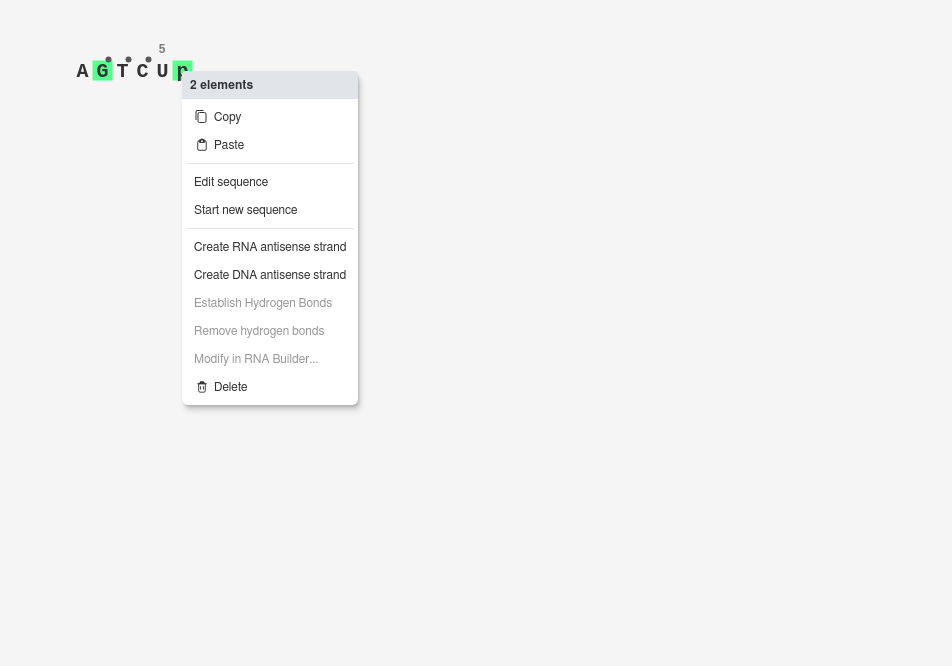 5
A G T C U p
2 elements
Copy
Paste
Edit sequence
Start new sequence
Create RNA antisense strand
Create DNA antisense strand
Establish Hydrogen Bonds
Remove hydrogen bonds
Modify in RNA Builder...
Delete